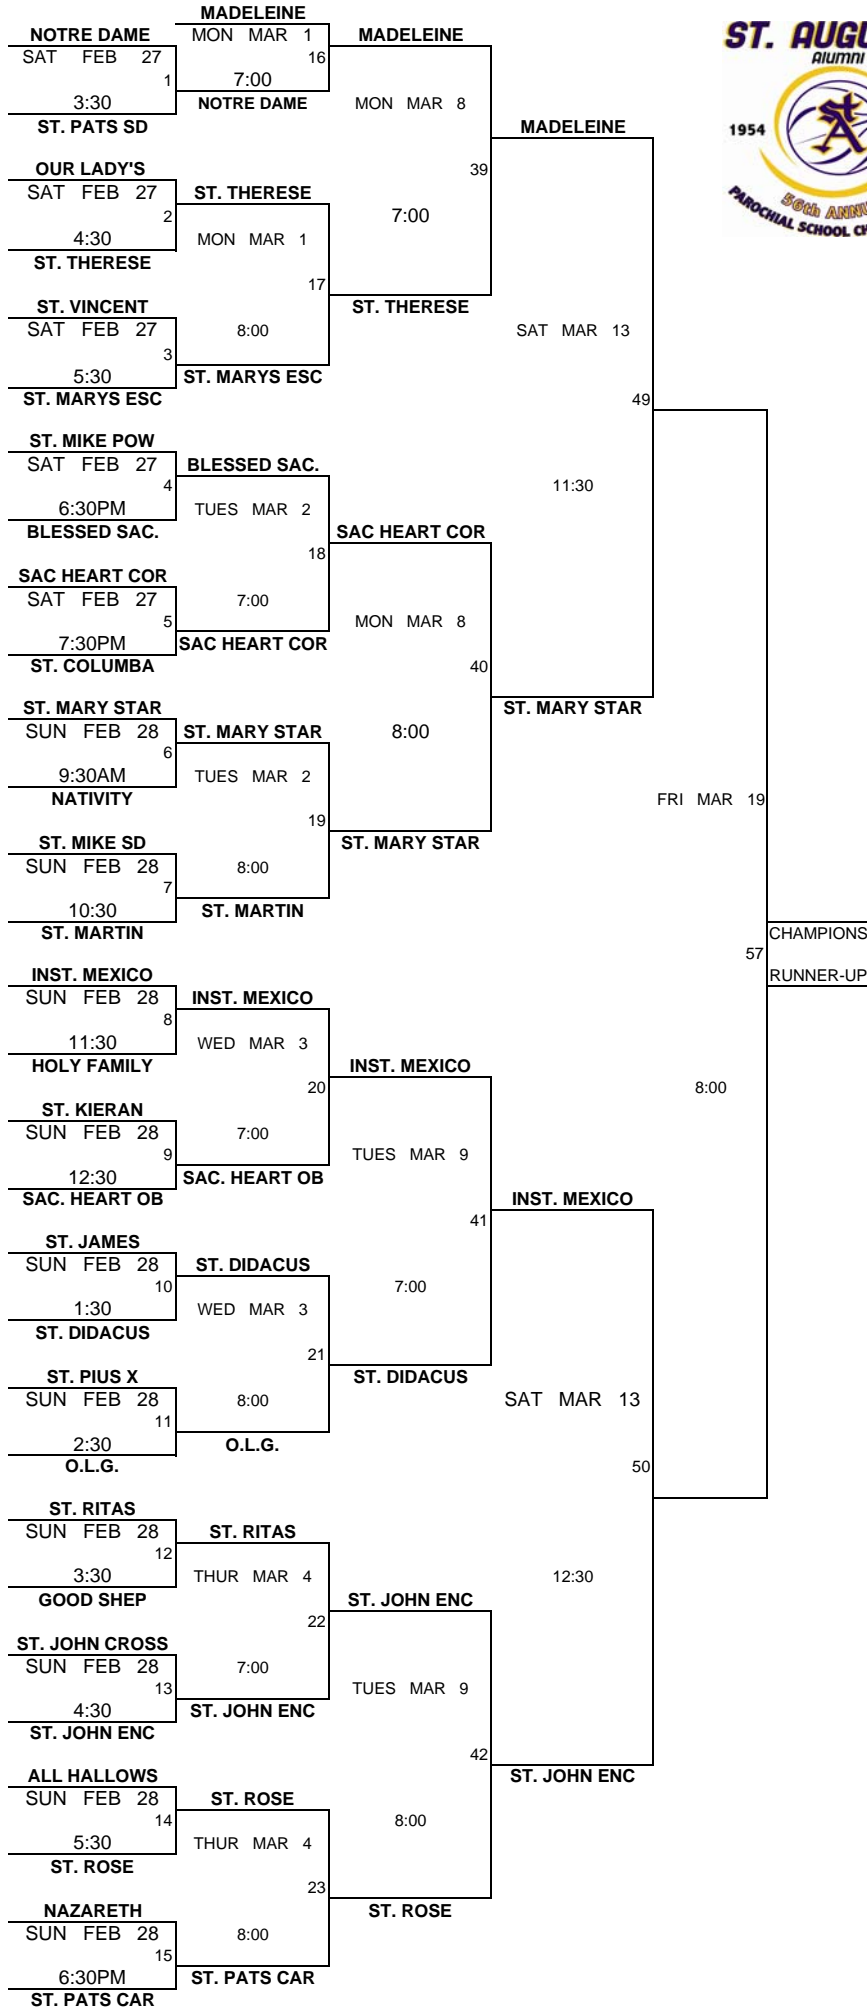 MADELEINE
NOTRE DAME
SAT FEB 27
1
3:30
ST. PATS SD
MON MAR 1
16
7:00
NOTRE DAME
MADELEINE
MON MAR 8
39
7:00
MADELEINE
ST. AUGU
Alumni
1954
StA
56th ANNU
PAROCHIAL SCHOOL CH
OUR LADY'S
SAT FEB 27
2
4:30
ST. THERESE
ST. THERESE
MON MAR 1
17
8:00
ST. MARYS ESC
ST. THERESE
ST. VINCENT
SAT FEB 27
3
5:30
ST. MARYS ESC
SAT MAR 13
49
11:30
ST. MIKE POW
SAT FEB 27
4
6:30PM
BLESSED SAC.
BLESSED SAC.
TUES MAR 2
18
7:00
SAC HEART COR
SAC HEART COR
MON MAR 8
40
8:00
ST. MARY STAR
SAC HEART COR
SAT FEB 27
5
7:30PM
ST. COLUMBA
ST. MARY STAR
SUN FEB 28
6
9:30AM
NATIVITY
ST. MARY STAR
TUES MAR 2
19
8:00
ST. MARTIN
ST. MARY STAR
ST. MIKE SD
SUN FEB 28
7
10:30
ST. MARTIN
FRI MAR 19
57
8:00
CHAMPIONS
RUNNER-UP
INST. MEXICO
SUN FEB 28
8
11:30
HOLY FAMILY
INST. MEXICO
WED MAR 3
20
7:00
SAC. HEART OB
INST. MEXICO
TUES MAR 9
41
7:00
INST. MEXICO
ST. KIERAN
SUN FEB 28
9
12:30
SAC. HEART OB
ST. JAMES
SUN FEB 28
10
1:30
ST. DIDACUS
ST. DIDACUS
WED MAR 3
21
8:00
O.L.G.
ST. DIDACUS
ST. PIUS X
SUN FEB 28
11
2:30
O.L.G.
SAT MAR 13
50
12:30
ST. RITAS
SUN FEB 28
12
3:30
GOOD SHEP
ST. RITAS
THUR MAR 4
22
7:00
ST. JOHN ENC
ST. JOHN ENC
TUES MAR 9
42
8:00
ST. JOHN ENC
ST. JOHN CROSS
SUN FEB 28
13
4:30
ST. JOHN ENC
ALL HALLOWS
SUN FEB 28
14
5:30
ST. ROSE
ST. ROSE
THUR MAR 4
23
8:00
ST. PATS CAR
ST. ROSE
NAZARETH
SUN FEB 28
15
6:30PM
ST. PATS CAR